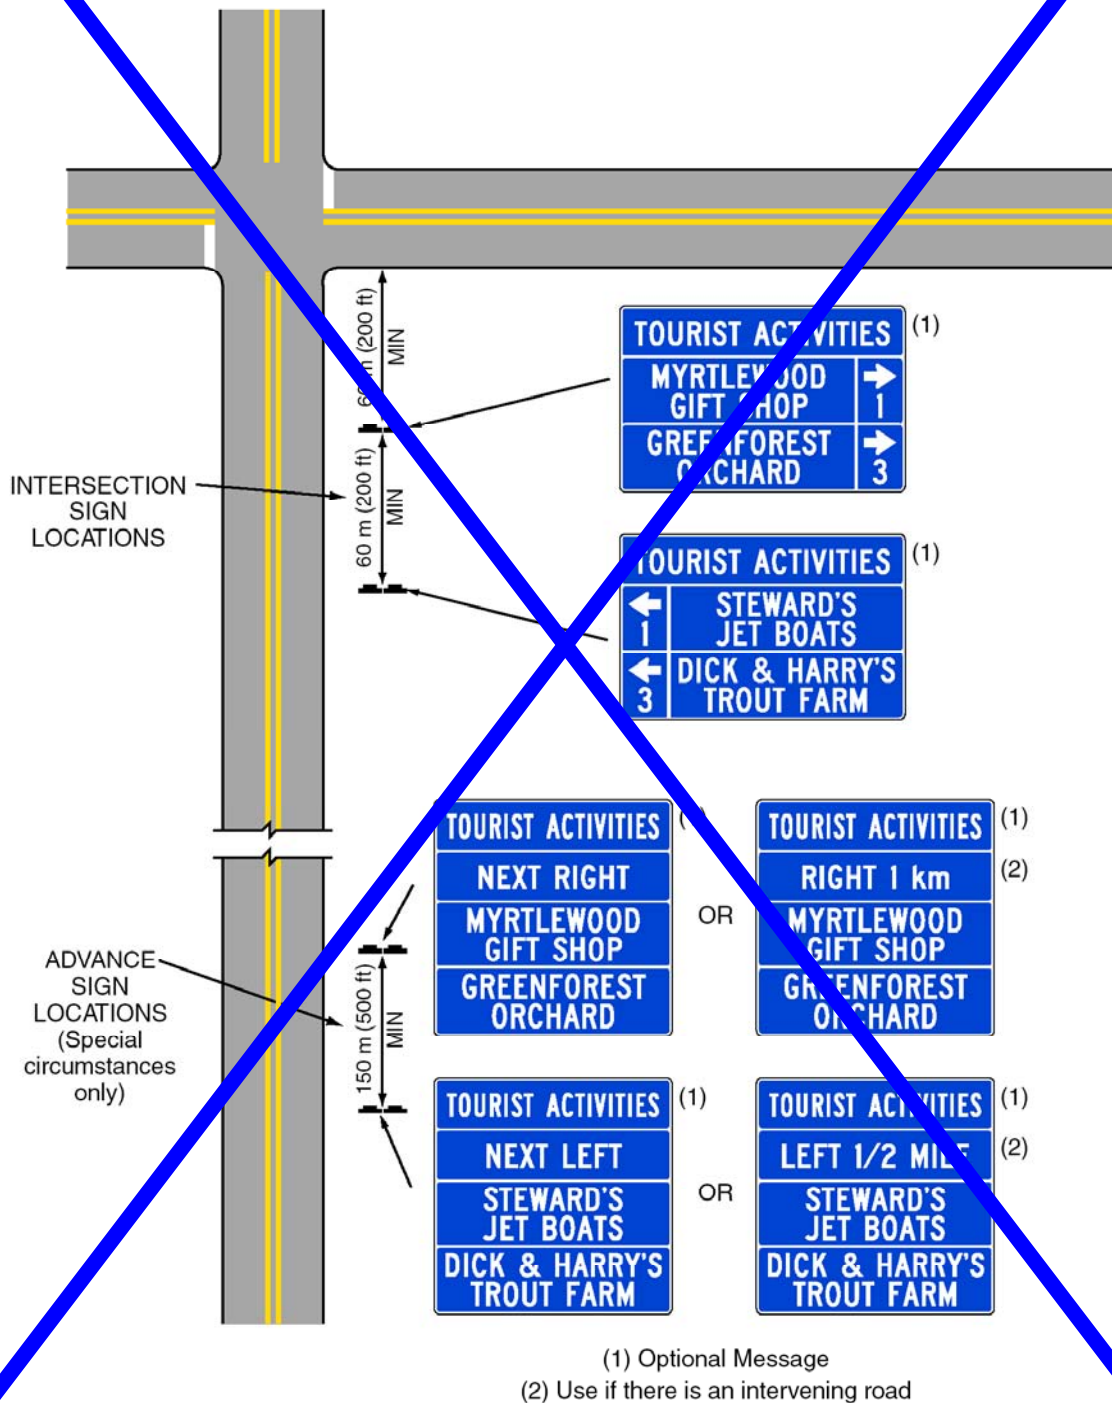 60 m (200 ft)
MIN
TOURIST ACTIVITIES
(1)
MYRTLEWOOD
GIFT SHOP
1
GREENFOREST
ORCHARD
3
INTERSECTION
SIGN
LOCATIONS
60 m (200 ft)
MIN
TOURIST ACTIVITIES
(1)
1
STEWARD'S
JET BOATS
3
DICK & HARRY'S
TROUT FARM
TOURIST ACTIVITIES
NEXT RIGHT
MYRTLEWOOD
GIFT SHOP
GREENFOREST
ORCHARD
OR
TOURIST ACTIVITIES
(1)
RIGHT 1 km
(2)
MYRTLEWOOD
GIFT SHOP
GREENFOREST
ORCHARD
ADVANCE
SIGN
LOCATIONS
(Special
circumstances
only)
150 m (500 ft)
MIN
TOURIST ACTIVITIES
(1)
NEXT LEFT
STEWARD'S
JET BOATS
DICK & HARRY'S
TROUT FARM
OR
TOURIST ACTIVITIES
(1)
LEFT 1/2 MILE
(2)
STEWARD'S
JET BOATS
DICK & HARRY'S
TROUT FARM
(1) Optional Message
(2) Use if there is an intervening road